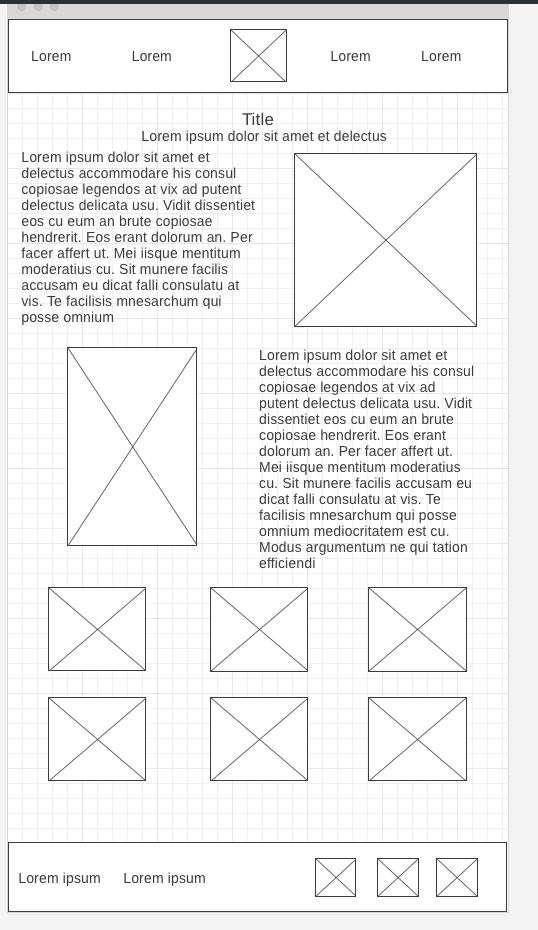 Lorem
Lorem
Lorem
Lorem
Title
Lorem ipsum dolor sit amet et delectus
Lorem ipsum dolor sit amet et
delectus accommodare his consul
copiosae legendos at vix ad putent
delectus delicata usu. Vidit dissentiet
eos cu eum an brute copiosae
hendrerit. Eos erant dolorum an. Per
facer affert ut. Mei iisque mentitum
moderatius cu. Sit munere facilis
accusam eu dicat falli consulatu at
vis. Te facilisis mnesarchum qui
posse omnium
Lorem ipsum dolor sit amet et
delectus accommodare his consul
copiosae legendos at vix ad
putent delectus delicata usu. Vidit
dissentiet eos cu eum an brute
copiosae hendrerit. Eos erant
dolorum an. Per facer affert ut.
Mei iisque mentitum moderatius
cu. Sit munere facilis accusam eu
dicat falli consulatu at vis. Te
facilisis mnesarchum qui posse
omnium mediocritatem est cu.
Modus argumentum ne qui tation
efficiendi
Lorem ipsum
Lorem ipsum